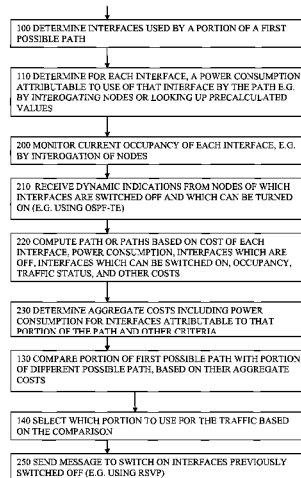 100 DETERMINE INTERFACES USED BY A PORTION OF A FIRST
POSSIBLE PATH
110 DETERMINE FOR EACH INTERFACE, A POWER CONSUMPTION
ATTRIBUTABLE TO USE OF THAT INTERFACE BY THE PATH E.G.
BY INTEROGATING NODES OR LOOKING UP PRECALCULATED
VALUES
200 MONITOR CURRENT OCCUPANCY OF EACH INTERFACE, E.G.
BY INTEROGATION OF NODES
210 RECEIVE DYNAMIC INDICATIONS FROM NODES OF WHICH
INTERFACES ARE SWITCHED OFF AND WHICH CAN BE TURNED
ON (E.G. USING OSPF-TE)
220 COMPUTE PATH OR PATHS BASED ON COST OF EACH
INTERFACE, POWER CONSUMPTION, INTERFACES WHICH ARE
OFF, INTERFACES WHICH CAN BE SWITCHED ON, OCCUPANCY,
TRAFFIC STATUS, AND OTHER COSTS
230 DETERMINE AGGREGATE COSTS INCLUDING POWER
CONSUMPTION FOR INTERFACES ATTRIBUTABLE TO THAT
PORTION OF THE PATH AND OTHER CRITERIA
130 COMPARE PORTION OF FIRST POSSIBLE PATH WITH PORTION
OF DIFFERENT POSSIBLE PATH, BASED ON THEIR AGGREGATE
COSTS
140 SELECT WHICH PORTION TO USE FOR THE TRAFFIC BASED
ON THE COMPARISON
250 SEND MESSAGE TO SWITCH ON INTERFACES PREVIOUSLY
SWITCHED OFF (E.G. USING RSVP)